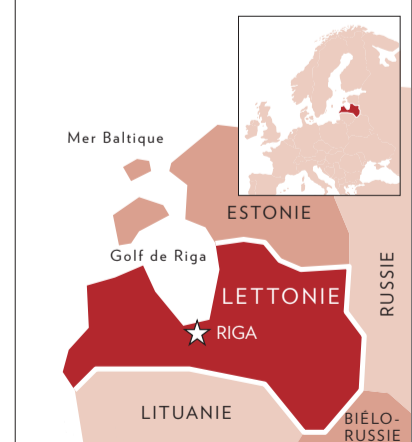 Mer Baltique
ESTONIE
Golf de Riga
RUSSIE
LETTONIE
RIGA
LITUANIE
BIÉLO-
RUSSIE